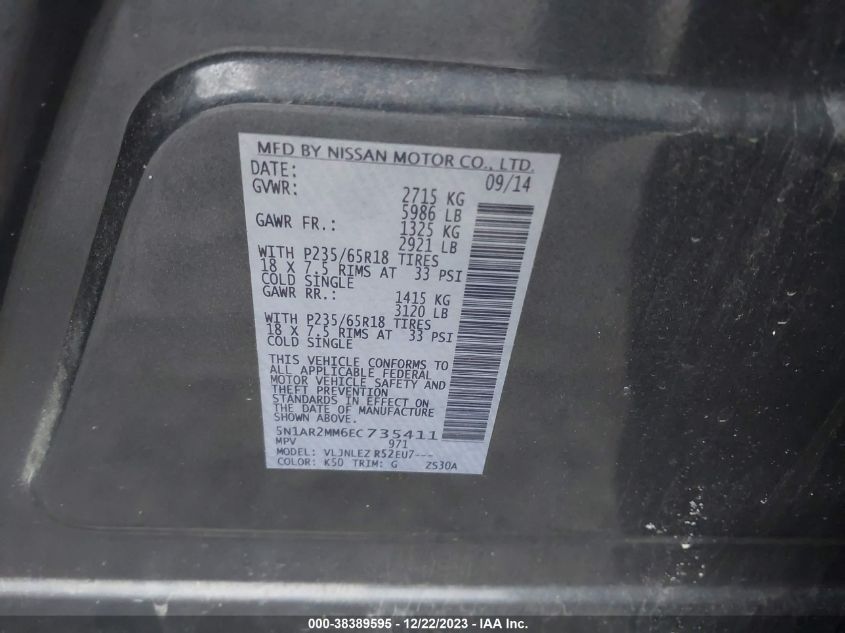 MFD BY NISSAN MOTOR CO., LTD.
DATE: 09/14
GVWR: 2715 KG
5986 LB
GAWR FR.: 1325 KG
2921 LB
WITH P235/65R18 TIRES
18 X 7.5 RIMS AT 33 PSI
COLD SINGLE
GAWR RR.: 1415 KG
3120 LB
WITH P235/65R18 TIRES
18 X 7.5 RIMS AT 33 PSI
COLD SINGLE
THIS VEHICLE CONFORMS TO
ALL APPLICABLE FEDERAL
MOTOR VEHICLE SAFETY AND
THEFT PREVENTION
STANDARDS IN EFFECT ON
THE DATE OF MANUFACTURE
SHOWN ABOVE.
5N1AR2MM6EC735411
MPV 971
MODEL: VLJNLEZ R52EU7---
COLOR: K50 TRIM: G ZS30A
000-38389595 - 12/22/2023 - IAA Inc.